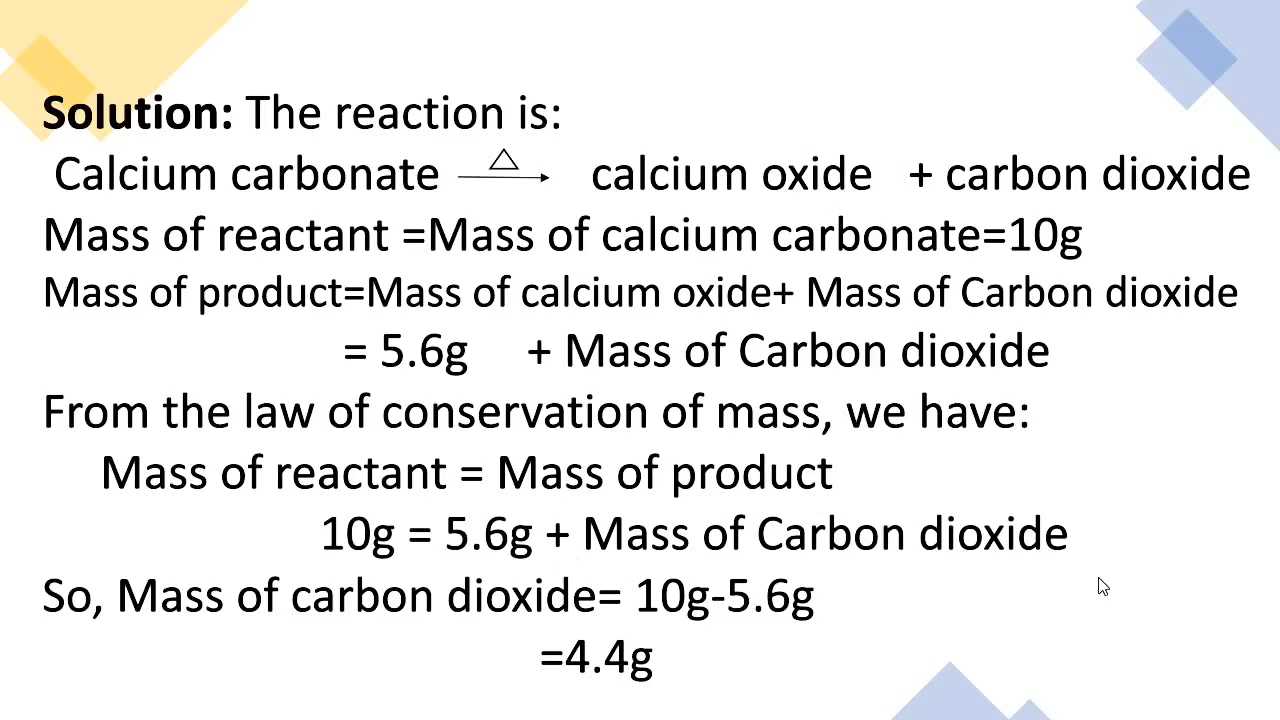 Solution: The reaction is:
Calcium carbonate △→ calcium oxide + carbon dioxide
Mass of reactant =Mass of calcium carbonate=10g
Mass of product=Mass of calcium oxide+ Mass of Carbon dioxide
= 5.6g + Mass of Carbon dioxide
From the law of conservation of mass, we have:
Mass of reactant = Mass of product
10g = 5.6g + Mass of Carbon dioxide
So, Mass of carbon dioxide= 10g-5.6g
=4.4g